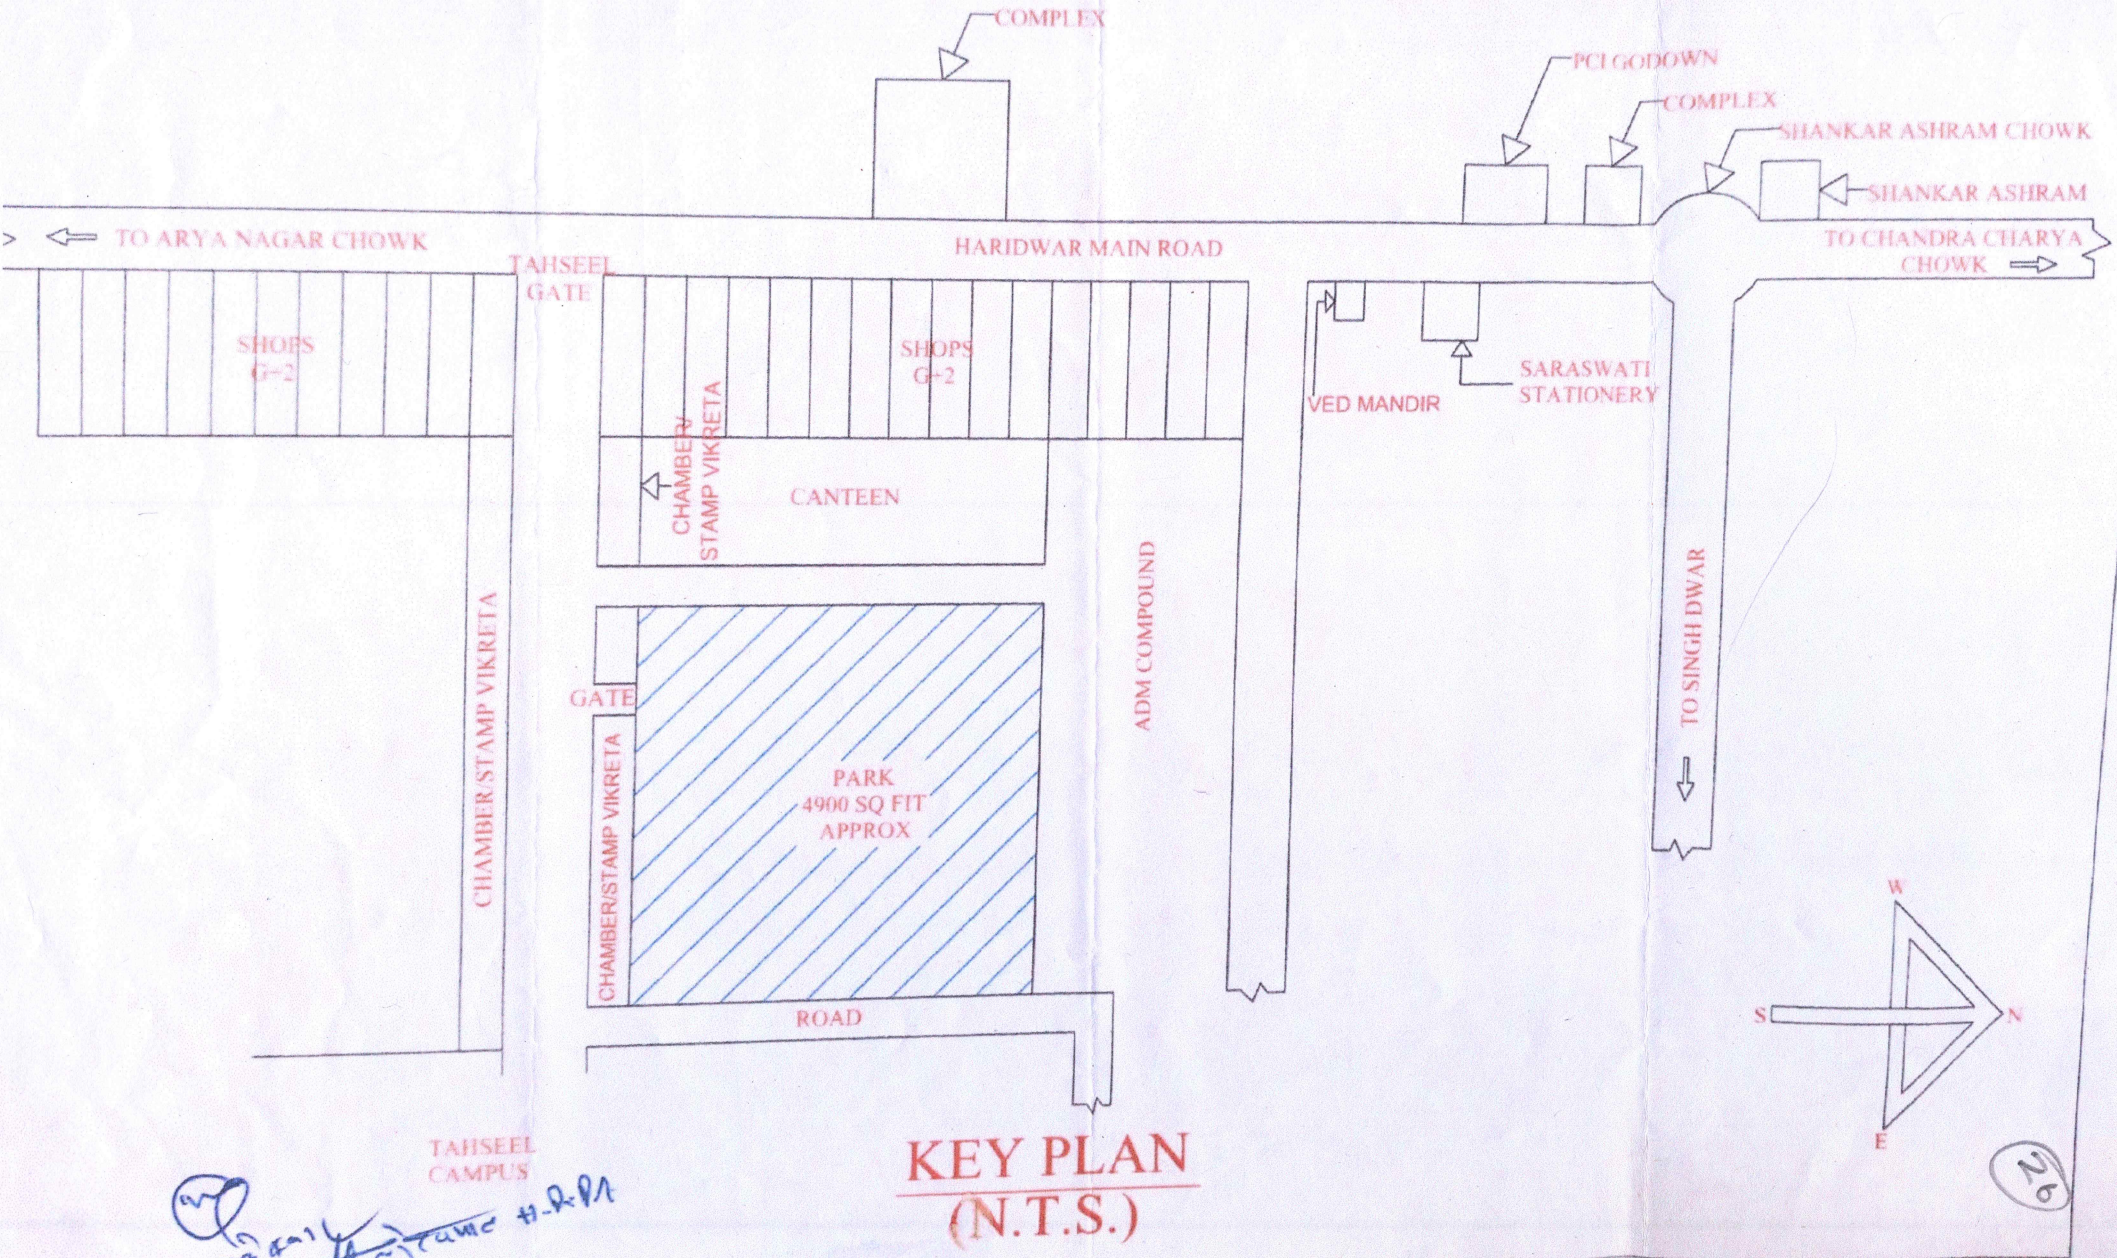 COMPLEX
PCI GODOWN
COMPLEX
SHANKAR ASHRAM CHOWK
SHANKAR ASHRAM
TO ARYA NAGAR CHOWK
HARIDWAR MAIN ROAD
TO CHANDRA CHARYA
CHOWK
TAHSEEL
GATE
SHOPS
G+2
SHOPS
G+2
VED MANDIR
SARASWATI
STATIONERY
CHAMBER/
STAMP VIKRETA
CANTEEN
CHAMBER/STAMP VIKRETA
GATE
CHAMBER/STAMP VIKRETA
PARK
4900 SQ FIT
APPROX
ADM COMPOUND
TO SINGH DWAR
ROAD
W
S
N
E
TAHSEEL
CAMPUS
KEY PLAN
(N.T.S.)
26